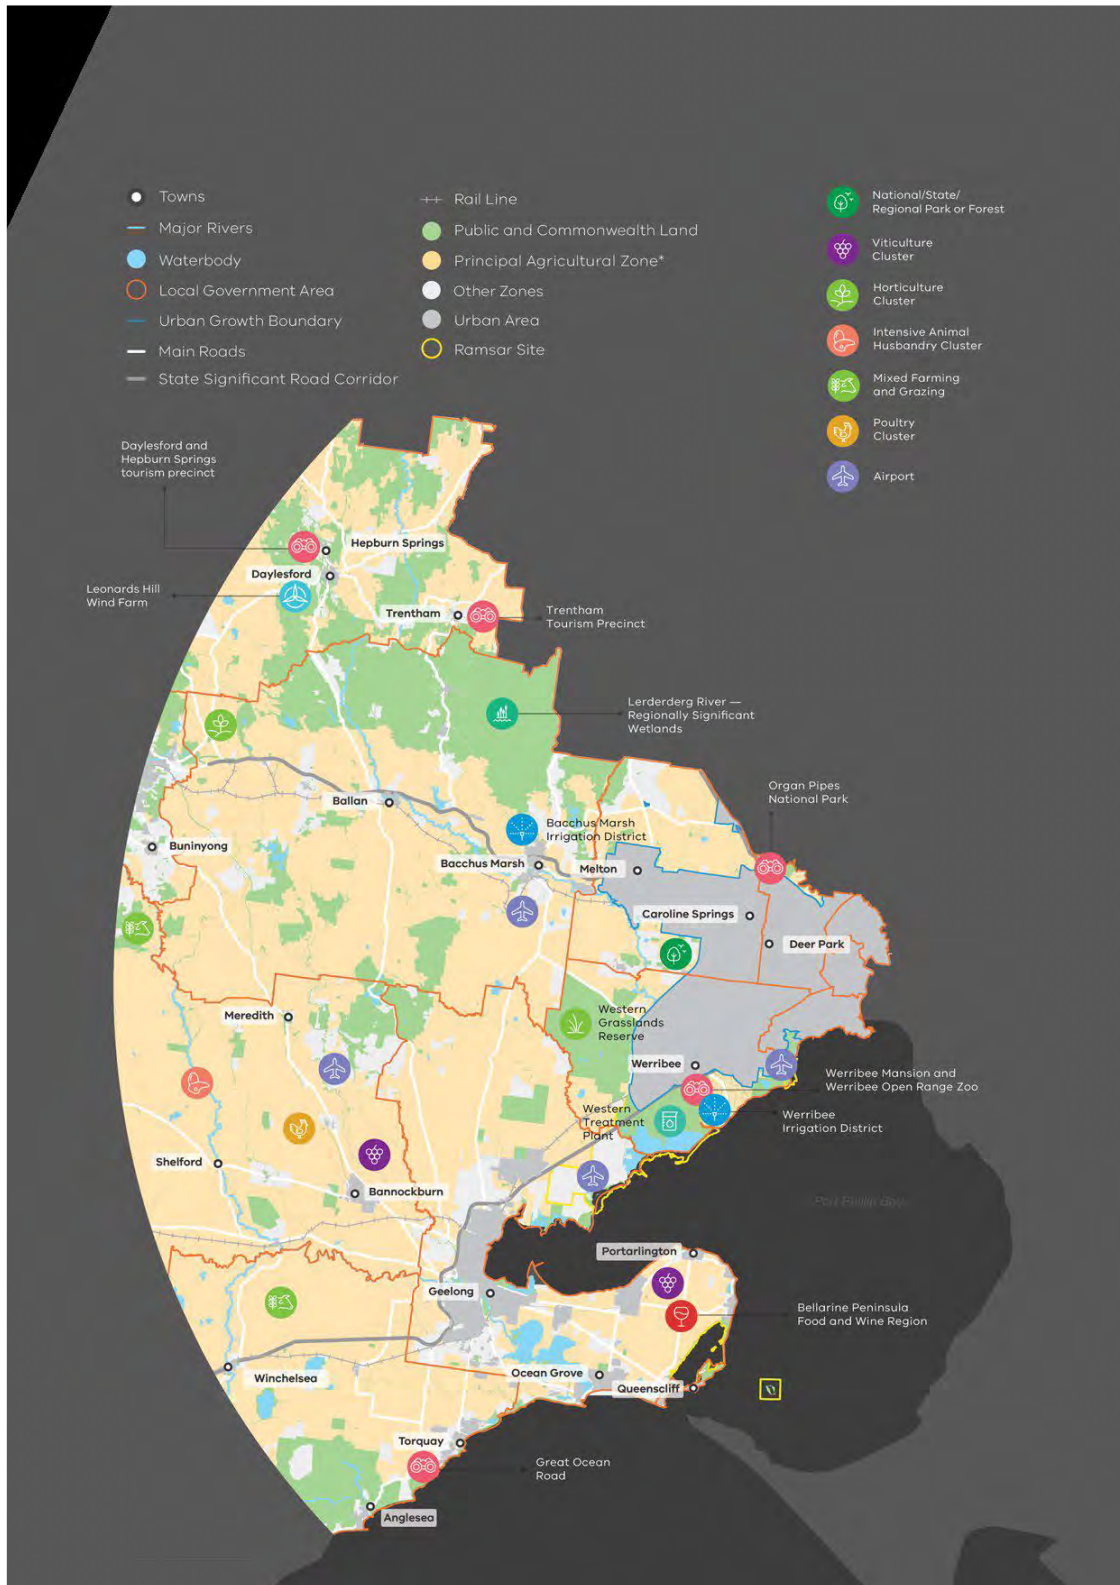 Towns
Major Rivers
Waterbody
Local Government Area
Urban Growth Boundary
Main Roads
State Significant Road Corridor
Rail Line
Public and Commonwealth Land
Principal Agricultural Zone*
Other Zones
Urban Area
Ramsar Site
National/State/
Regional Park or Forest
Viticulture
Cluster
Horticulture
Cluster
Intensive Animal
Husbandry Cluster
Mixed Farming
and Grazing
Poultry
Cluster
Airport
Daylesford and
Hepburn Springs
tourism precinct
Hepburn Springs
Daylesford
Leonards Hill
Wind Farm
Trentham
Trentham
Tourism Precinct
Lerderderg River —
Regionally Significant
Wetlands
Organ Pipes
National Park
Ballan
Bacchus Marsh
Irrigation District
Buninyong
Bacchus Marsh
Melton
Caroline Springs
Deer Park
Meredith
Western
Grasslands
Reserve
Werribee
Werribee Mansion and
Werribee Open Range Zoo
Western
Treatment
Plant
Werribee
Irrigation District
Shelford
Bannockburn
Port Phillip Bay
Portarlington
Geelong
Bellarine Peninsula
Food and Wine Region
Winchelsea
Ocean Grove
Queenscliff
Torquay
Great Ocean
Road
Anglesea